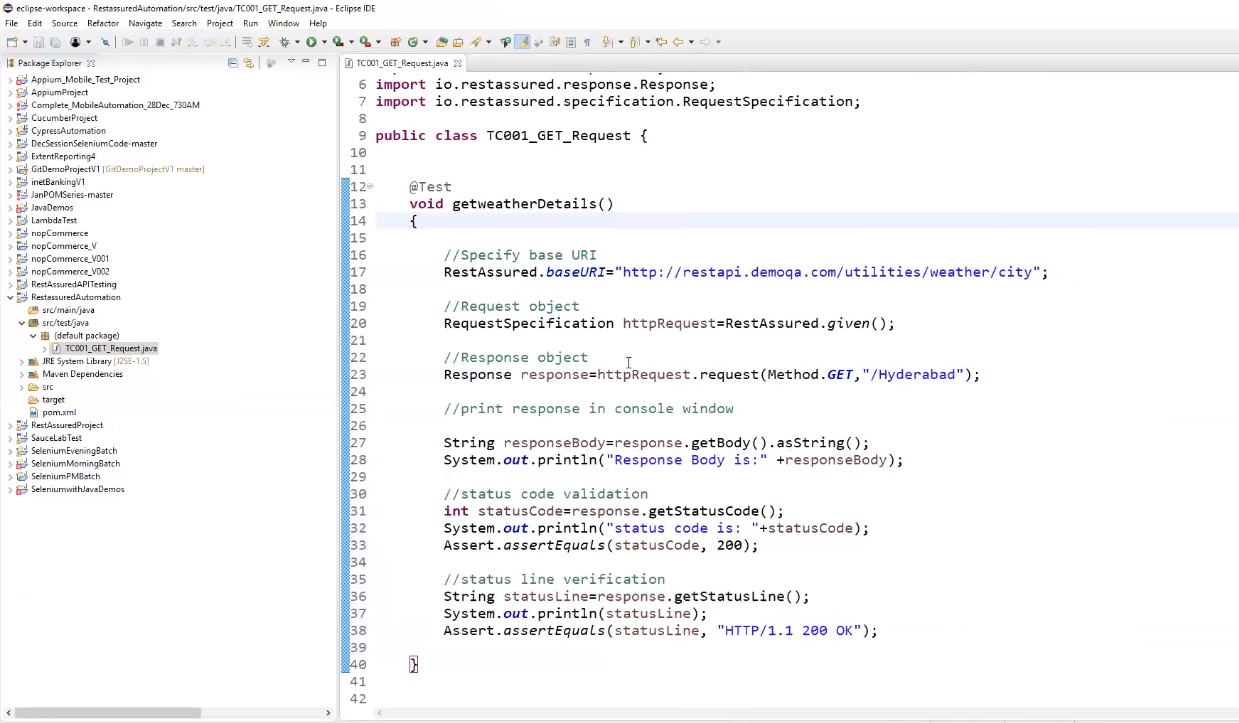 eclipse-workspace - RestassuredAutomation/src/test/java/TC001_GET_Request.java - Eclipse IDE
File Edit Source Refactor Navigate Search Project Run Window Help
Package Explorer
Appium_Mobile_Test_Project
AppiumProject
Complete_MobileAutomation_28Dec_730AM
CucumberProject
CypressAutomation
DecSessionSeleniumCode-master
ExtentReporting4
GitDemoProjectV1 [GitDemoProjectV1 master]
inetBankingV1
JanPOMSeries-master
JavaDemos
LambdaTest
nopCommerce
nopCommerce_V
nopCommerce_V001
nopCommerce_V002
RestAssuredAPITesting
RestassuredAutomation
src/main/java
src/test/java
(default package)
TC001_GET_Request.java
JRE System Library [J2SE-1.5]
Maven Dependencies
src
target
pom.xml
RestAssuredProject
SauceLabTest
SeleniumEveningBatch
SeleniumMorningBatch
SeleniumPMBatch
SeleniumwithJavaDemos
TC001_GET_Request.java
6 import io.restassured.response.Response;
7 import io.restassured.specification.RequestSpecification;
8
9 public class TC001_GET_Request {
10
11
12 @Test
13 void getweatherDetails()
14 {
15
16 //Specify base URI
17 RestAssured.baseURI="http://restapi.demoqa.com/utilities/weather/city";
18
19 //Request object
20 RequestSpecification httpRequest=RestAssured.given();
21
22 //Response object
23 Response response=httpRequest.request(Method.GET,"/Hyderabad");
24
25 //print response in console window
26
27 String responseBody=response.getBody().asString();
28 System.out.println("Response Body is:" +responseBody);
29
30 //status code validation
31 int statusCode=response.getStatusCode();
32 System.out.println("status code is: "+statusCode);
33 Assert.assertEquals(statusCode, 200);
34
35 //status line verification
36 String statusLine=response.getStatusLine();
37 System.out.println(statusLine);
38 Assert.assertEquals(statusLine, "HTTP/1.1 200 OK");
39
40 }
41
42